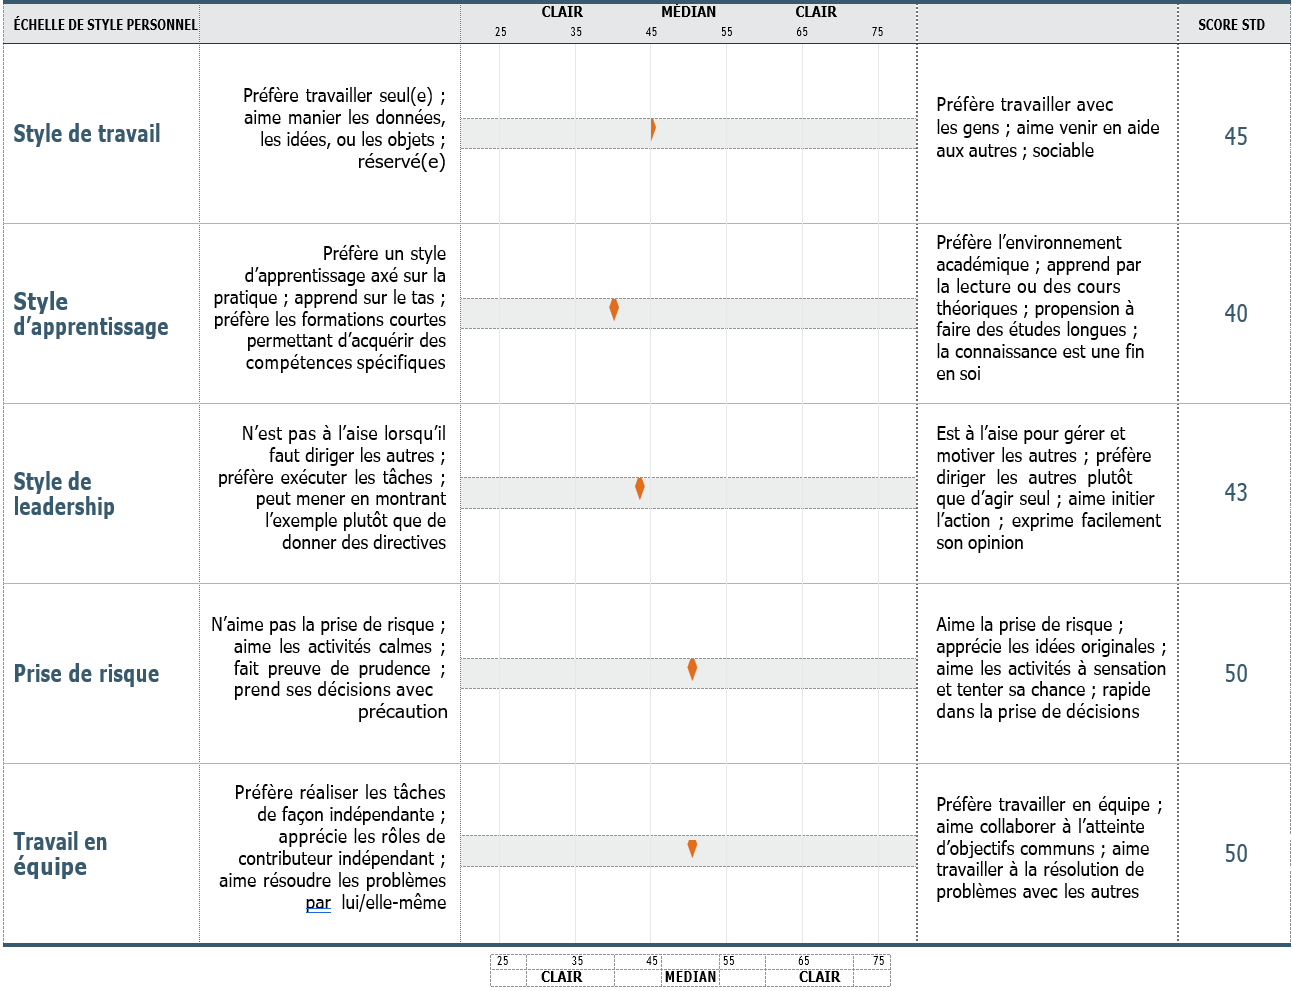 ÉCHELLE DE STYLE PERSONNEL
CLAIR MÉDIAN CLAIR
25 35 45 55 65 75
SCORE STD
Style de travail
Préfère travailler seul(e) ;
aime manier les données,
les idées, ou les objets ;
réservé(e)
Préfère travailler avec
les gens ; aime venir en aide
aux autres ; sociable
45
Style
d’apprentissage
Préfère un style
d’apprentissage axé sur la
pratique ; apprend sur le tas ;
préfère les formations courtes
permettant d’acquérir des
compétences spécifiques
Préfère l’environnement
académique ; apprend par
la lecture ou des cours
théoriques ; propension à
faire des études longues ;
la connaissance est une fin
en soi
40
Style de
leadership
N’est pas à l’aise lorsqu’il
faut diriger les autres ;
préfère exécuter les tâches ;
peut mener en montrant
l’exemple plutôt que de
donner des directives
Est à l’aise pour gérer et
motiver les autres ; préfère
diriger les autres plutôt
que d’agir seul ; aime initier
l’action ; exprime facilement
son opinion
43
Prise de risque
N’aime pas la prise de risque ;
aime les activités calmes ;
fait preuve de prudence ;
prend ses décisions avec
précaution
Aime la prise de risque ;
apprécie les idées originales ;
aime les activités à sensation
et tenter sa chance ; rapide
dans la prise de décisions
50
Travail en
équipe
Préfère réaliser les tâches
de façon indépendante ;
apprécie les rôles de
contributeur indépendant ;
aime résoudre les problèmes
par lui/elle-même
Préfère travailler en équipe ;
aime collaborer à l’atteinte
d’objectifs communs ; aime
travailler à la résolution de
problèmes avec les autres
50
25 35 45 55 65 75
CLAIR MEDIAN CLAIR